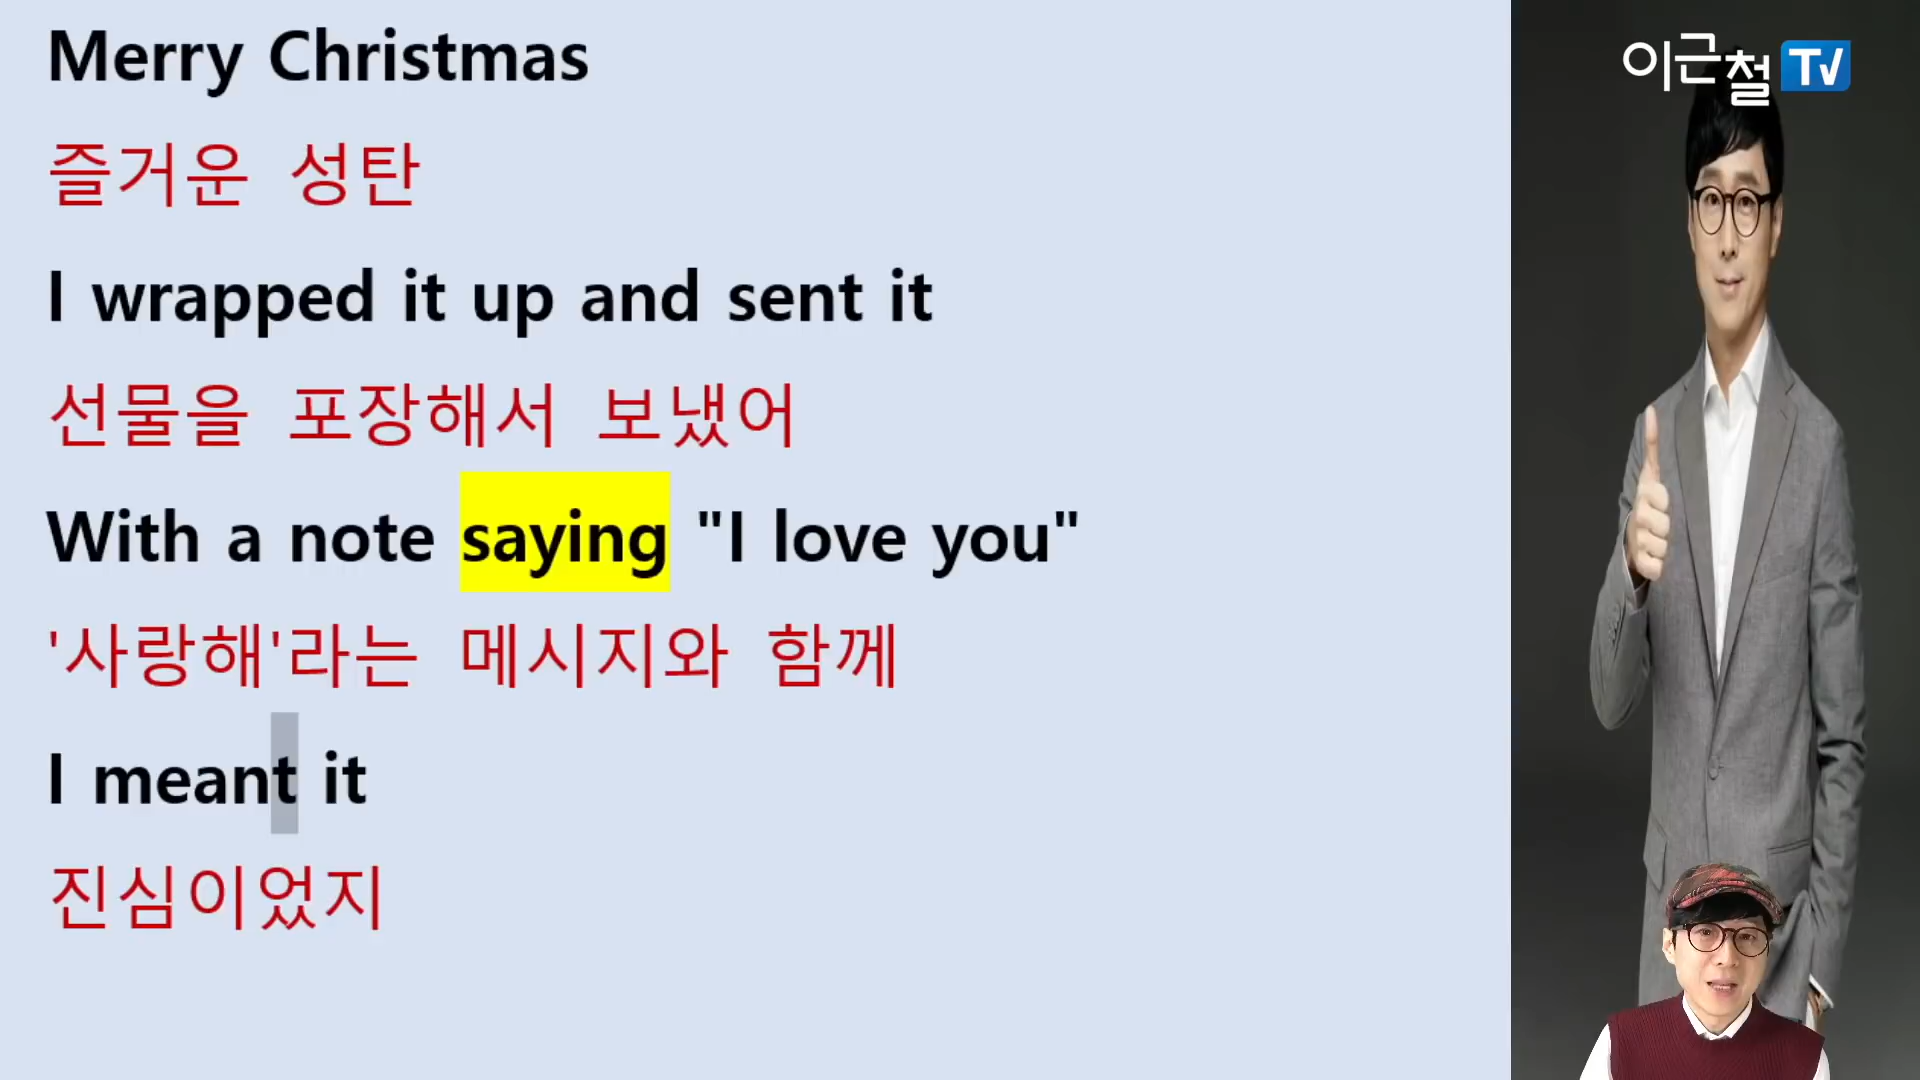 Merry Christmas
즐거운 성탄
I wrapped it up and sent it
선물을 포장해서 보냈어
With a note saying "I love you"
'사랑해'라는 메시지와 함께
I meant it
진심이었지
이근철 TV